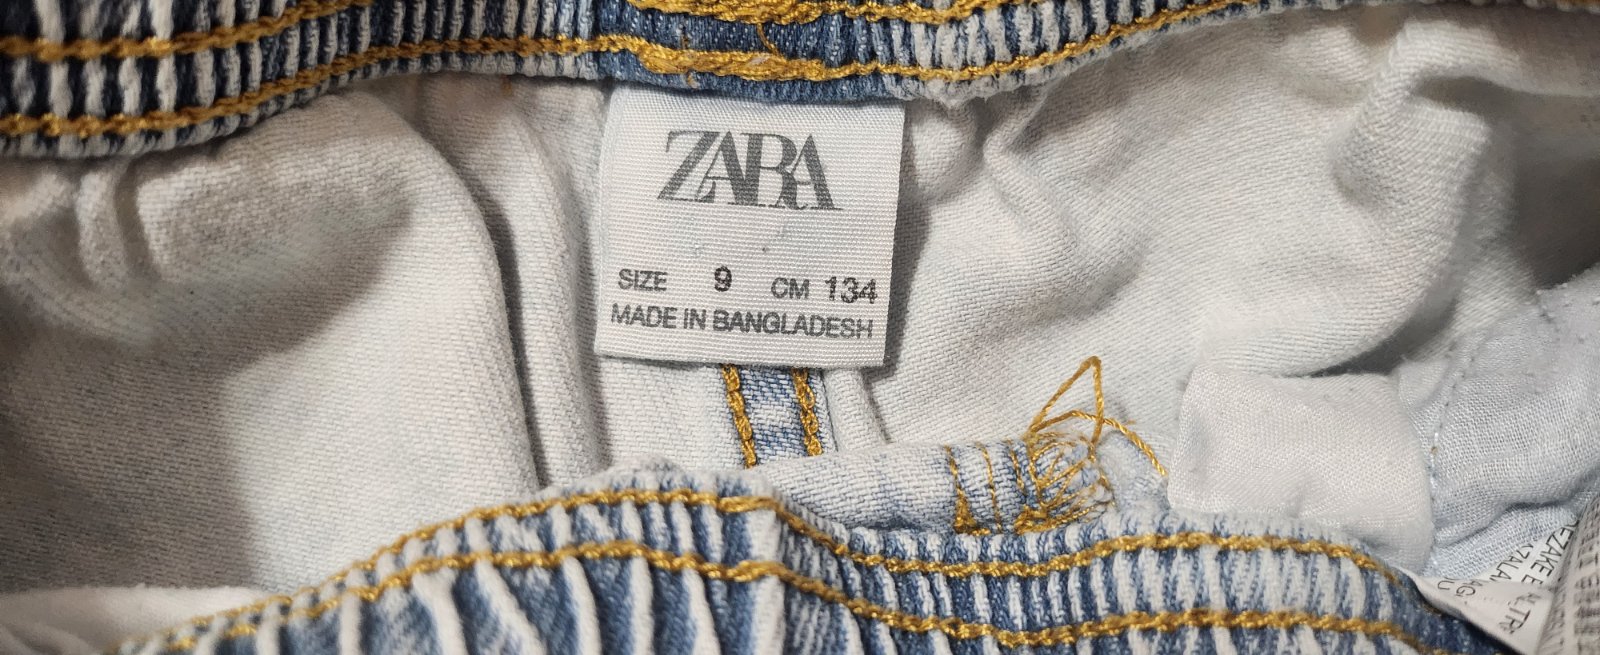 ZARA
SIZE 9 CM 134
MADE IN BANGLADESH